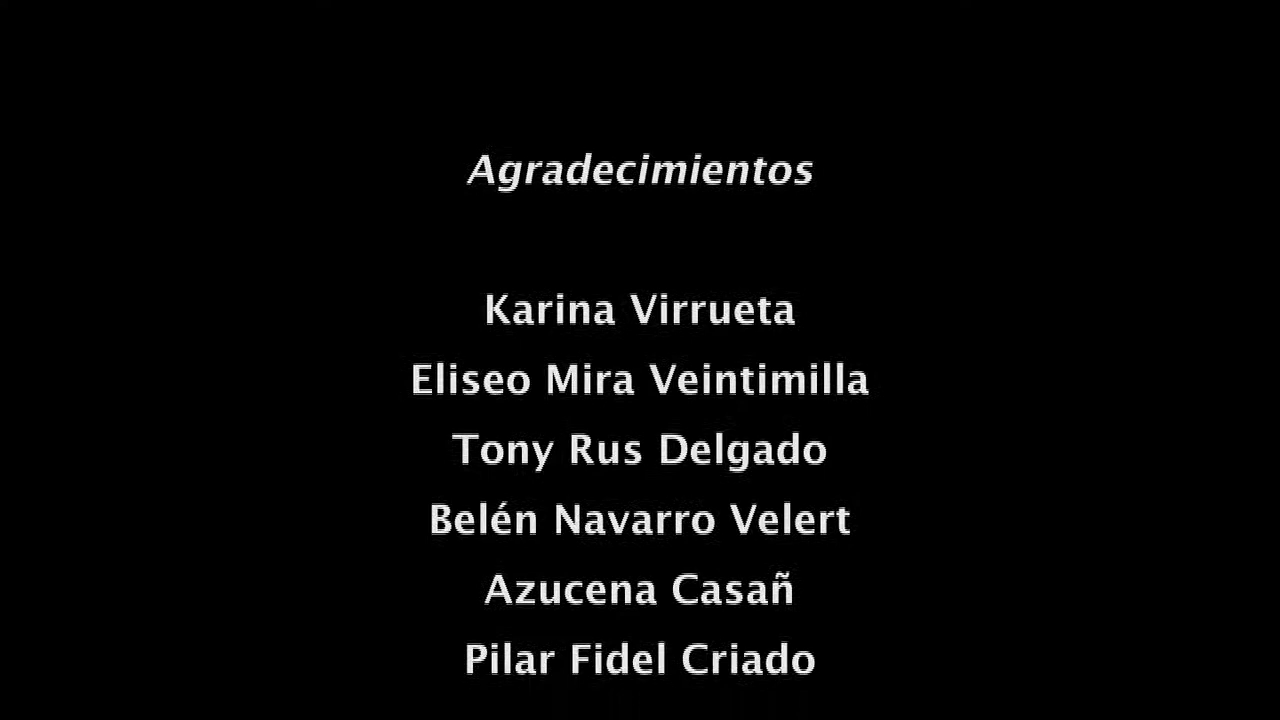 Agradecimientos
Karina Virrueta
Eliseo Mira Veintimilla
Tony Rus Delgado
Belén Navarro Velert
Azucena Casañ
Pilar Fidel Criado